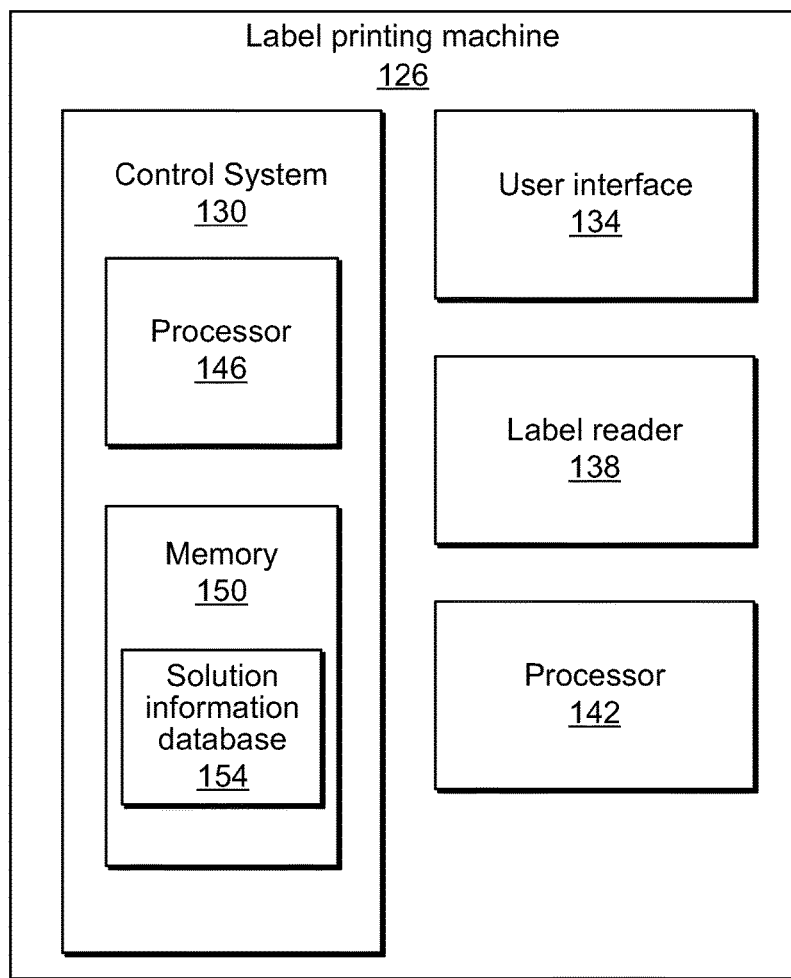 Label printing machine
126
Control System
130
Processor
146
Memory
150
Solution
information
database
154
User interface
134
Label reader
138
Processor
142